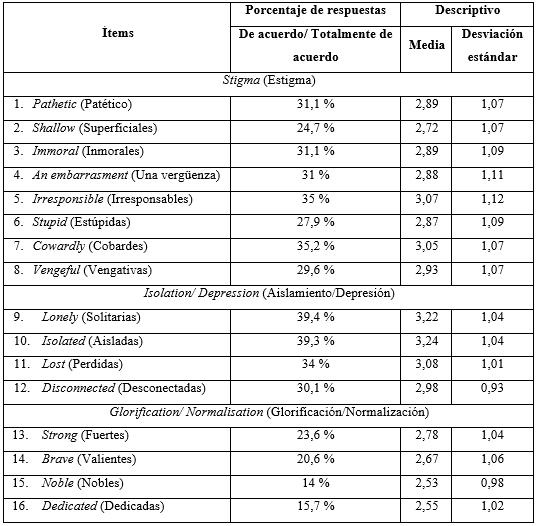 Ítems Porcentaje de respuestas Descriptivo
De acuerdo/ Totalmente de acuerdo Media Desviación estándar
Stigma (Estigma)
1. Pathetic (Patético) 31,1 % 2,89 1,07
2. Shallow (Superficiales) 24,7 % 2,72 1,07
3. Immoral (Inmorales) 31,1 % 2,89 1,09
4. An embarrasment (Una vergüenza) 31 % 2,88 1,11
5. Irresponsible (Irresponsables) 35 % 3,07 1,12
6. Stupid (Estúpidas) 27,9 % 2,87 1,09
7. Cowardly (Cobardes) 35,2 % 3,05 1,07
8. Vengeful (Vengativas) 29,6 % 2,93 1,07
Isolation/ Depression (Aislamiento/Depresión)
9. Lonely (Solitarias) 39,4 % 3,22 1,04
10. Isolated (Aisladas) 39,3 % 3,24 1,04
11. Lost (Perdidas) 34 % 3,08 1,01
12. Disconnected (Desconectadas) 30,1 % 2,98 0,93
Glorification/ Normalisation (Glorificación/Normalización)
13. Strong (Fuertes) 23,6 % 2,78 1,04
14. Brave (Valientes) 20,6 % 2,67 1,06
15. Noble (Nobles) 14 % 2,53 0,98
16. Dedicated (Dedicadas) 15,7 % 2,55 1,02